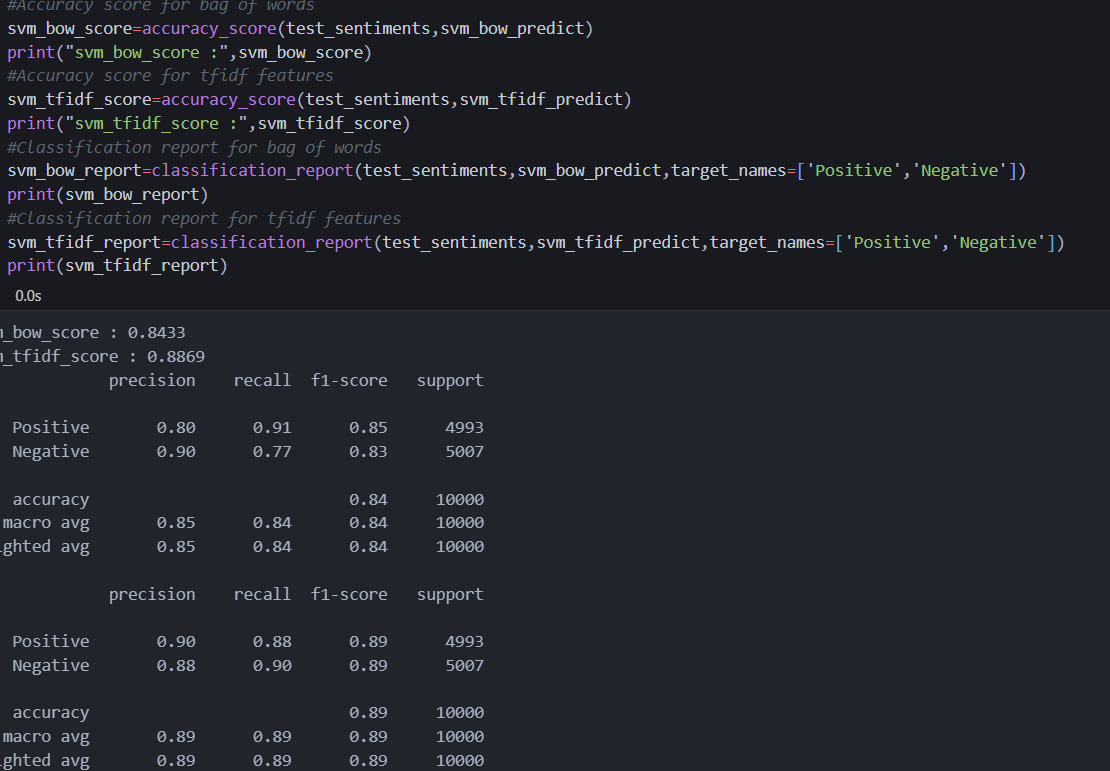 #Accuracy score for bag of words
svm_bow_score=accuracy_score(test_sentiments,svm_bow_predict)
print("svm_bow_score :",svm_bow_score)
#Accuracy score for tfidf features
svm_tfidf_score=accuracy_score(test_sentiments,svm_tfidf_predict)
print("svm_tfidf_score :",svm_tfidf_score)
#Classification report for bag of words
svm_bow_report=classification_report(test_sentiments,svm_bow_predict,target_names=['Positive','Negative'])
print(svm_bow_report)
#Classification report for tfidf features
svm_tfidf_report=classification_report(test_sentiments,svm_tfidf_predict,target_names=['Positive','Negative'])
print(svm_tfidf_report)
0.0s
m_bow_score : 0.8433
m_tfidf_score : 0.8869
precision recall f1-score support
Positive 0.80 0.91 0.85 4993
Negative 0.90 0.77 0.83 5007
accuracy 0.84 10000
macro avg 0.85 0.84 0.84 10000
ighted avg 0.85 0.84 0.84 10000
precision recall f1-score support
Positive 0.90 0.88 0.89 4993
Negative 0.88 0.90 0.89 5007
accuracy 0.89 10000
macro avg 0.89 0.89 0.89 10000
ighted avg 0.89 0.89 0.89 10000